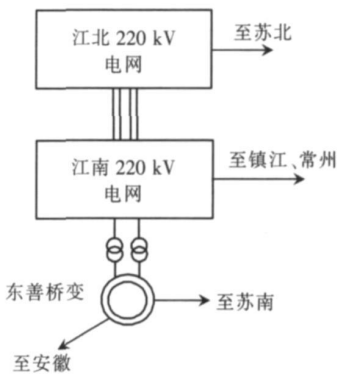 江北 220 kV
电网
至苏北
江南 220 kV
电网
至镇江、常州
东善桥变
至苏南
至安徽